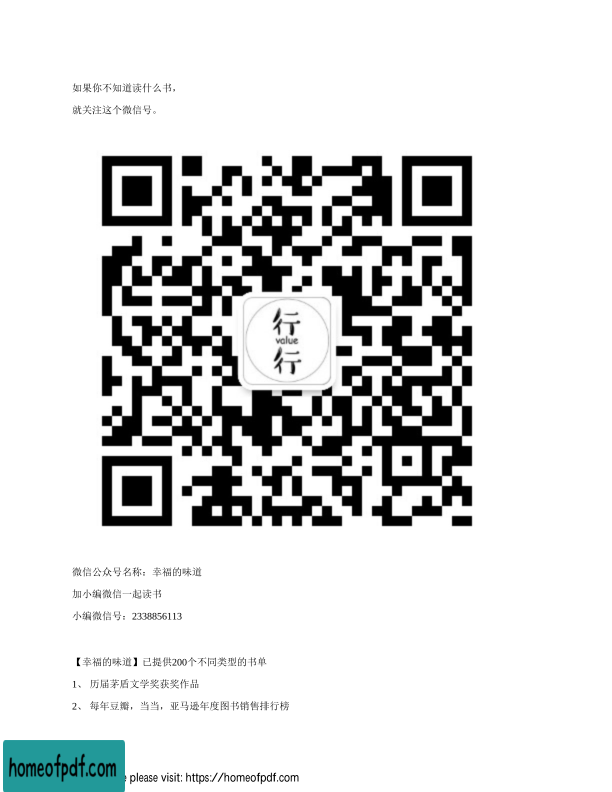 如果你不知道读什么书，
就关注这个微信号。
行
value
行
微信公众号名称：幸福的味道
加小编微信一起读书
小编微信号：2338856113
【幸福的味道】已提供200个不同类型的书单
1、 历届茅盾文学奖获奖作品
2、 每年豆瓣，当当，亚马逊年度图书销售排行榜
homeofpdf.com
e please visit: https://homeofpdf.com